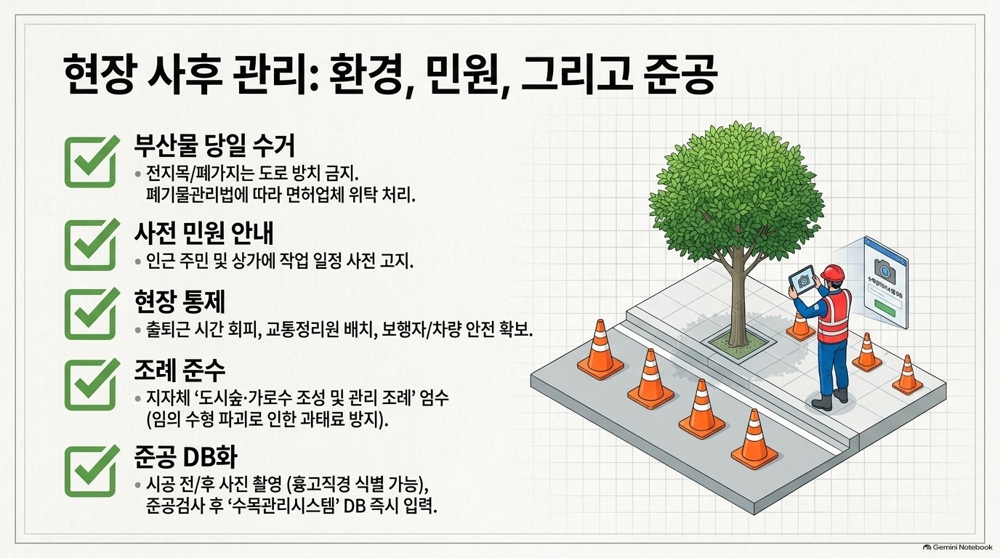 현장 사후 관리: 환경, 민원, 그리고 준공
부산물 당일 수거
• 전지목/폐가지는 도로 방치 금지.
폐기물관리법에 따라 면허업체 위탁 처리.
사전 민원 안내
• 인근 주민 및 상가에 작업 일정 사전 고지.
현장 통제
• 출퇴근 시간 회피, 교통정리원 배치, 보행자/차량 안전 확보.
조례 준수
• 지자체 ‘도시숲·가로수 조성 및 관리 조례’ 엄수
(임의 수형 파괴로 인한 과태료 방지).
준공 DB화
• 시공 전/후 사진 촬영 (흉고직경 식별 가능),
준공검사 후 ‘수목관리시스템’ DB 즉시 입력.
Gemini Notebook